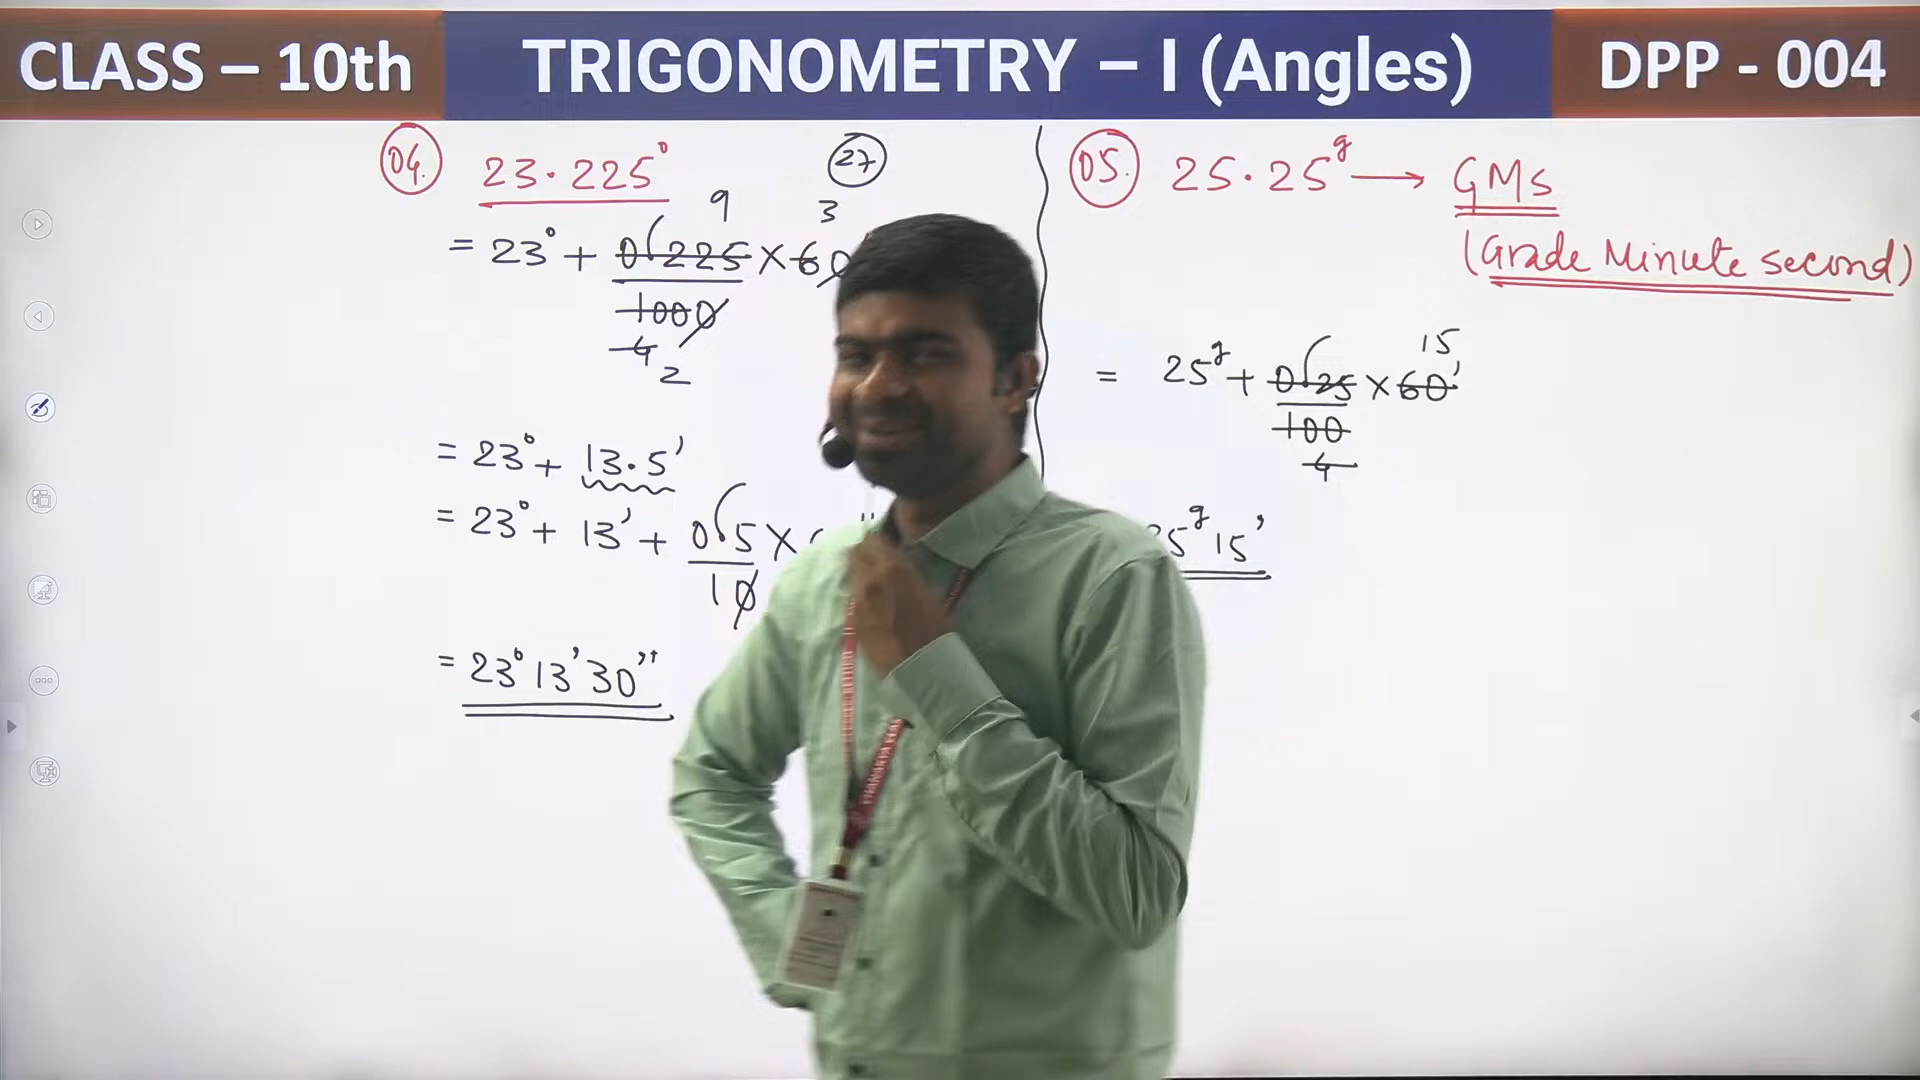 CLASS – 10th
TRIGONOMETRY – I (Angles)
DPP - 004
04. 23.225°
27
9 3
= 23° + 0.225 × 60
1000
4 2
= 23° + 13.5'
= 23° + 13' + 0.5 ×
10
= 23° 13' 30''
05. 25.25ᵍ → GMS
(Grade Minute second)
15
= 25ᵍ + 0.25 × 60'
100
4
5ᵍ 15'